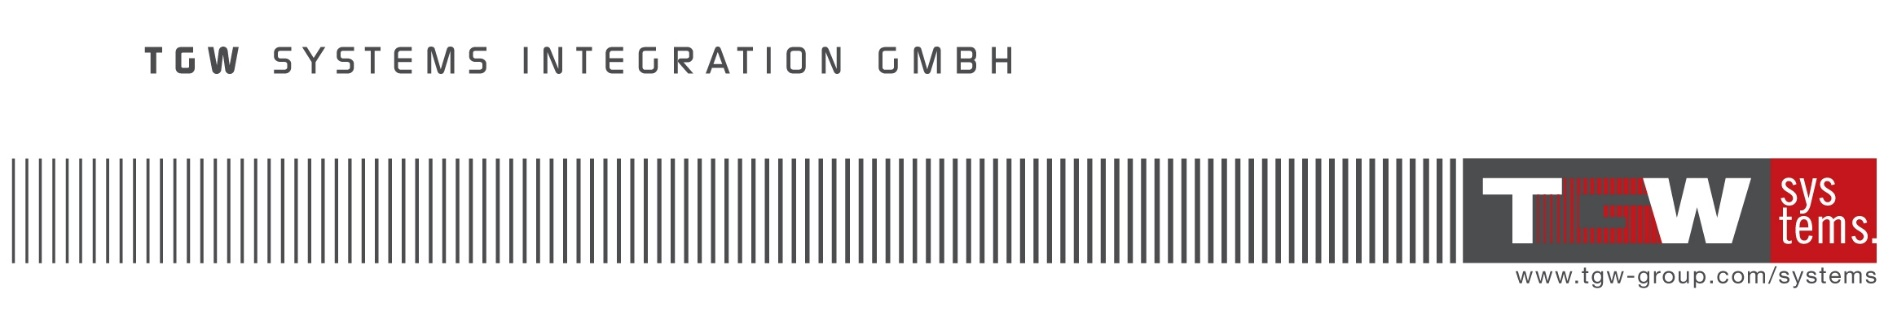 TGW SYSTEMS INTEGRATION GMBH
TGW
sys
tems.
www.tgw-group.com/systems